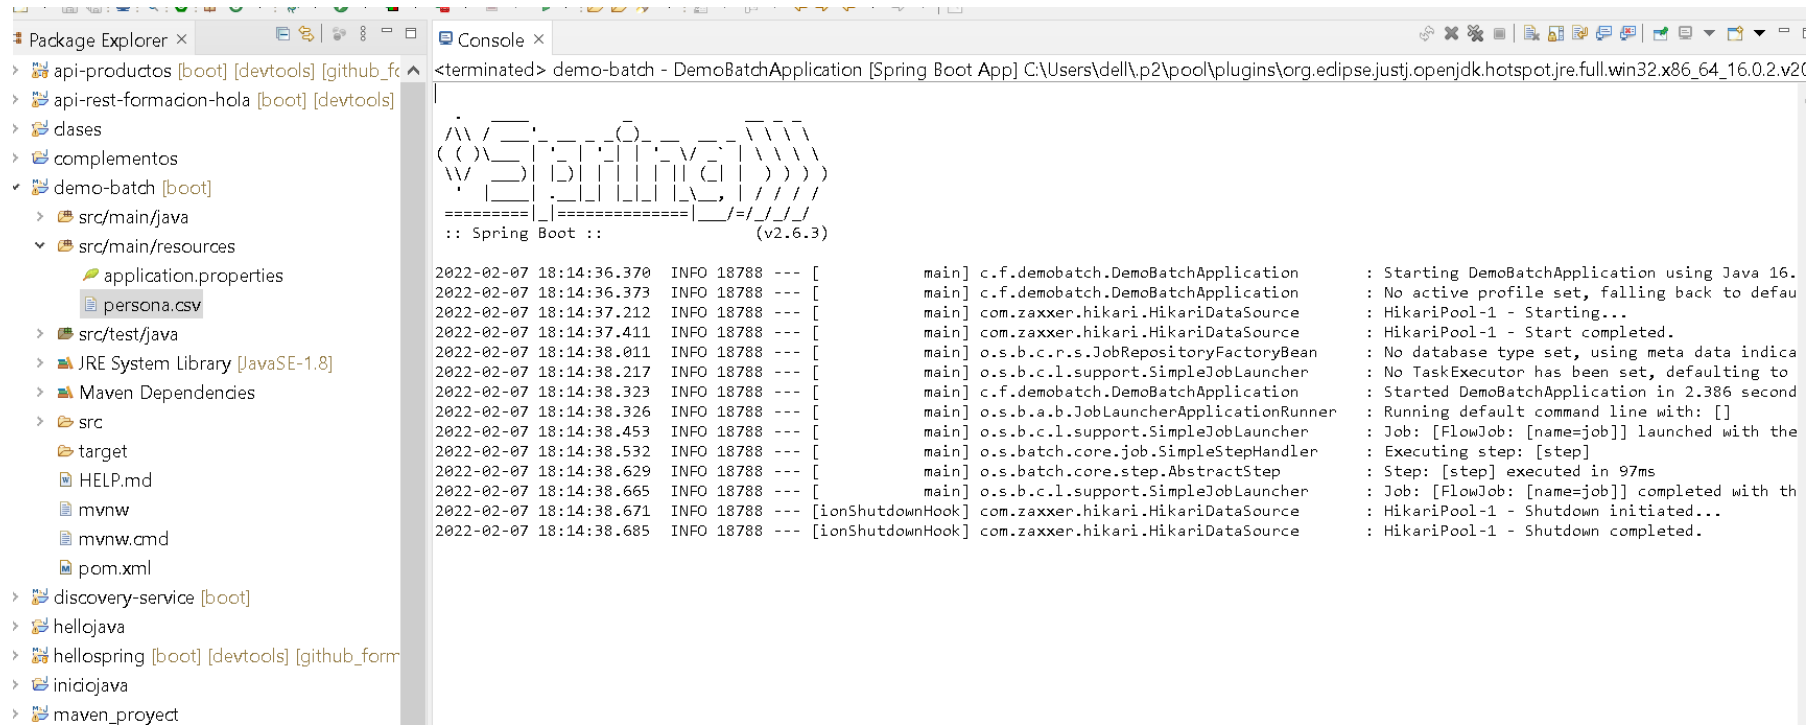 Package Explorer
api-productos [boot] [devtools] [github_fc
api-rest-formacion-hola [boot] [devtools]
clases
complementos
demo-batch [boot]
src/main/java
src/main/resources
application.properties
persona.csv
src/test/java
JRE System Library [JavaSE-1.8]
Maven Dependencies
src
target
HELP.md
mvnw
mvnw.cmd
pom.xml
discovery-service [boot]
hellojava
hellospring [boot] [devtools] [github_form
iniciojava
maven_proyect
Console
<terminated> demo-batch - DemoBatchApplication [Spring Boot App] C:\Users\dell\.p2\pool\plugins\org.eclipse.justj.openjdk.hotspot.jre.full.win32.x86_64_16.0.2.v20
Spring
:: Spring Boot :: (v2.6.3)
2022-02-07 18:14:36.370 INFO 18788 --- [ main] c.f.demobatch.DemoBatchApplication : Starting DemoBatchApplication using Java 16.
2022-02-07 18:14:36.373 INFO 18788 --- [ main] c.f.demobatch.DemoBatchApplication : No active profile set, falling back to defau
2022-02-07 18:14:37.212 INFO 18788 --- [ main] com.zaxxer.hikari.HikariDataSource : HikariPool-1 - Starting...
2022-02-07 18:14:37.411 INFO 18788 --- [ main] com.zaxxer.hikari.HikariDataSource : HikariPool-1 - Start completed.
2022-02-07 18:14:38.011 INFO 18788 --- [ main] o.s.b.c.r.s.JobRepositoryFactoryBean : No database type set, using meta data indica
2022-02-07 18:14:38.217 INFO 18788 --- [ main] o.s.b.c.l.support.SimpleJobLauncher : No TaskExecutor has been set, defaulting to
2022-02-07 18:14:38.323 INFO 18788 --- [ main] c.f.demobatch.DemoBatchApplication : Started DemoBatchApplication in 2.386 second
2022-02-07 18:14:38.326 INFO 18788 --- [ main] o.s.b.a.b.JobLauncherApplicationRunner : Running default command line with: []
2022-02-07 18:14:38.453 INFO 18788 --- [ main] o.s.b.c.l.support.SimpleJobLauncher : Job: [FlowJob: [name=job]] launched with the
2022-02-07 18:14:38.532 INFO 18788 --- [ main] o.s.batch.core.job.SimpleStepHandler : Executing step: [step]
2022-02-07 18:14:38.629 INFO 18788 --- [ main] o.s.batch.core.step.AbstractStep : Step: [step] executed in 97ms
2022-02-07 18:14:38.665 INFO 18788 --- [ main] o.s.b.c.l.support.SimpleJobLauncher : Job: [FlowJob: [name=job]] completed with th
2022-02-07 18:14:38.671 INFO 18788 --- [ionShutdownHook] com.zaxxer.hikari.HikariDataSource : HikariPool-1 - Shutdown initiated...
2022-02-07 18:14:38.685 INFO 18788 --- [ionShutdownHook] com.zaxxer.hikari.HikariDataSource : HikariPool-1 - Shutdown completed.